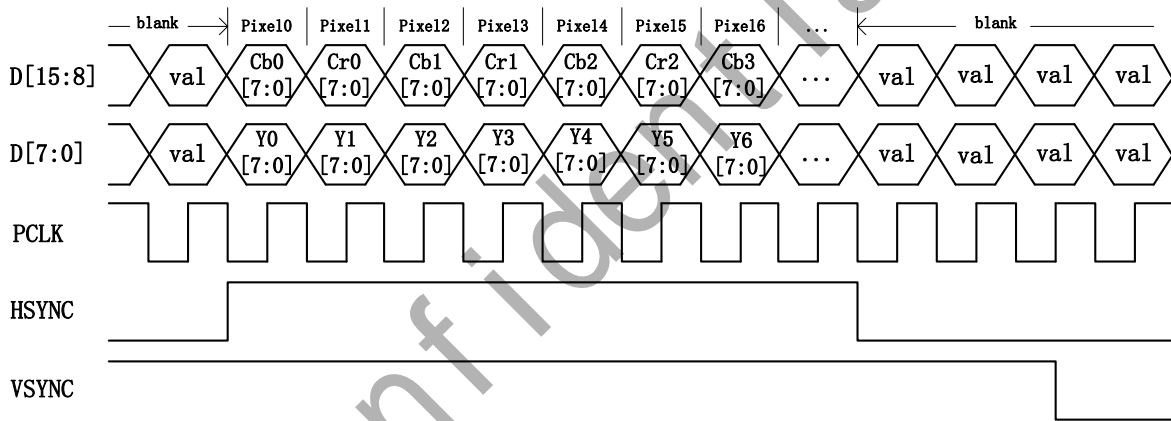 blank Pixel0 Pixel1 Pixel2 Pixel3 Pixel4 Pixel5 Pixel6 ... blank
D[15:8] val Cb0 [7:0] Cr0 [7:0] Cb1 [7:0] Cr1 [7:0] Cb2 [7:0] Cr2 [7:0] Cb3 [7:0] ... val val val val
D[7:0] val Y0 [7:0] Y1 [7:0] Y2 [7:0] Y3 [7:0] Y4 [7:0] Y5 [7:0] Y6 [7:0] ... val val val val
PCLK
HSYNC
VSYNC